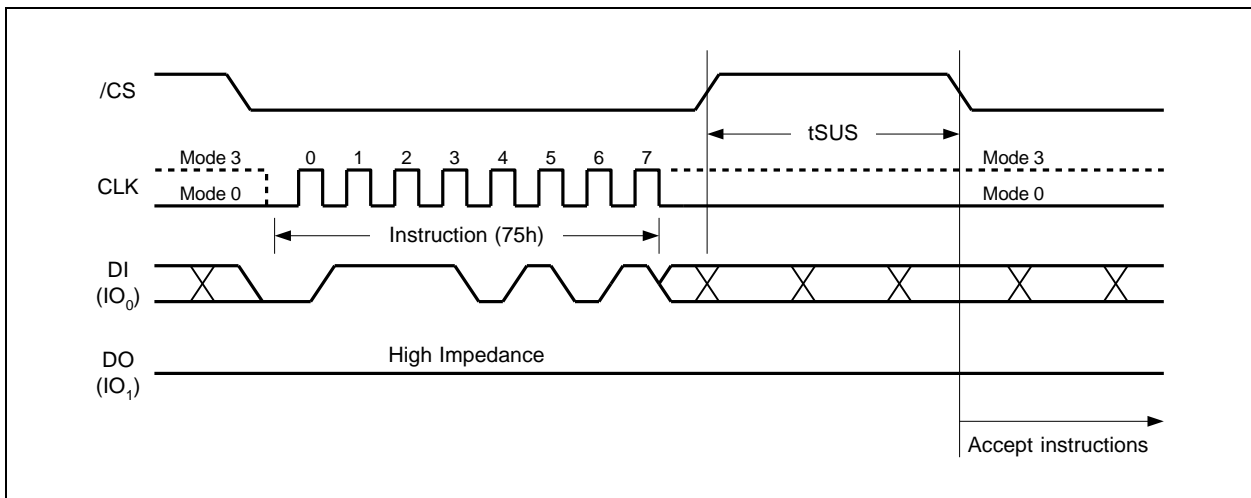 /CS
tSUS
Mode 3
0 1 2 3 4 5 6 7
Mode 3
CLK
Mode 0
Mode 0
Instruction (75h)
DI
(IO0)
High Impedance
DO
(IO1)
Accept instructions